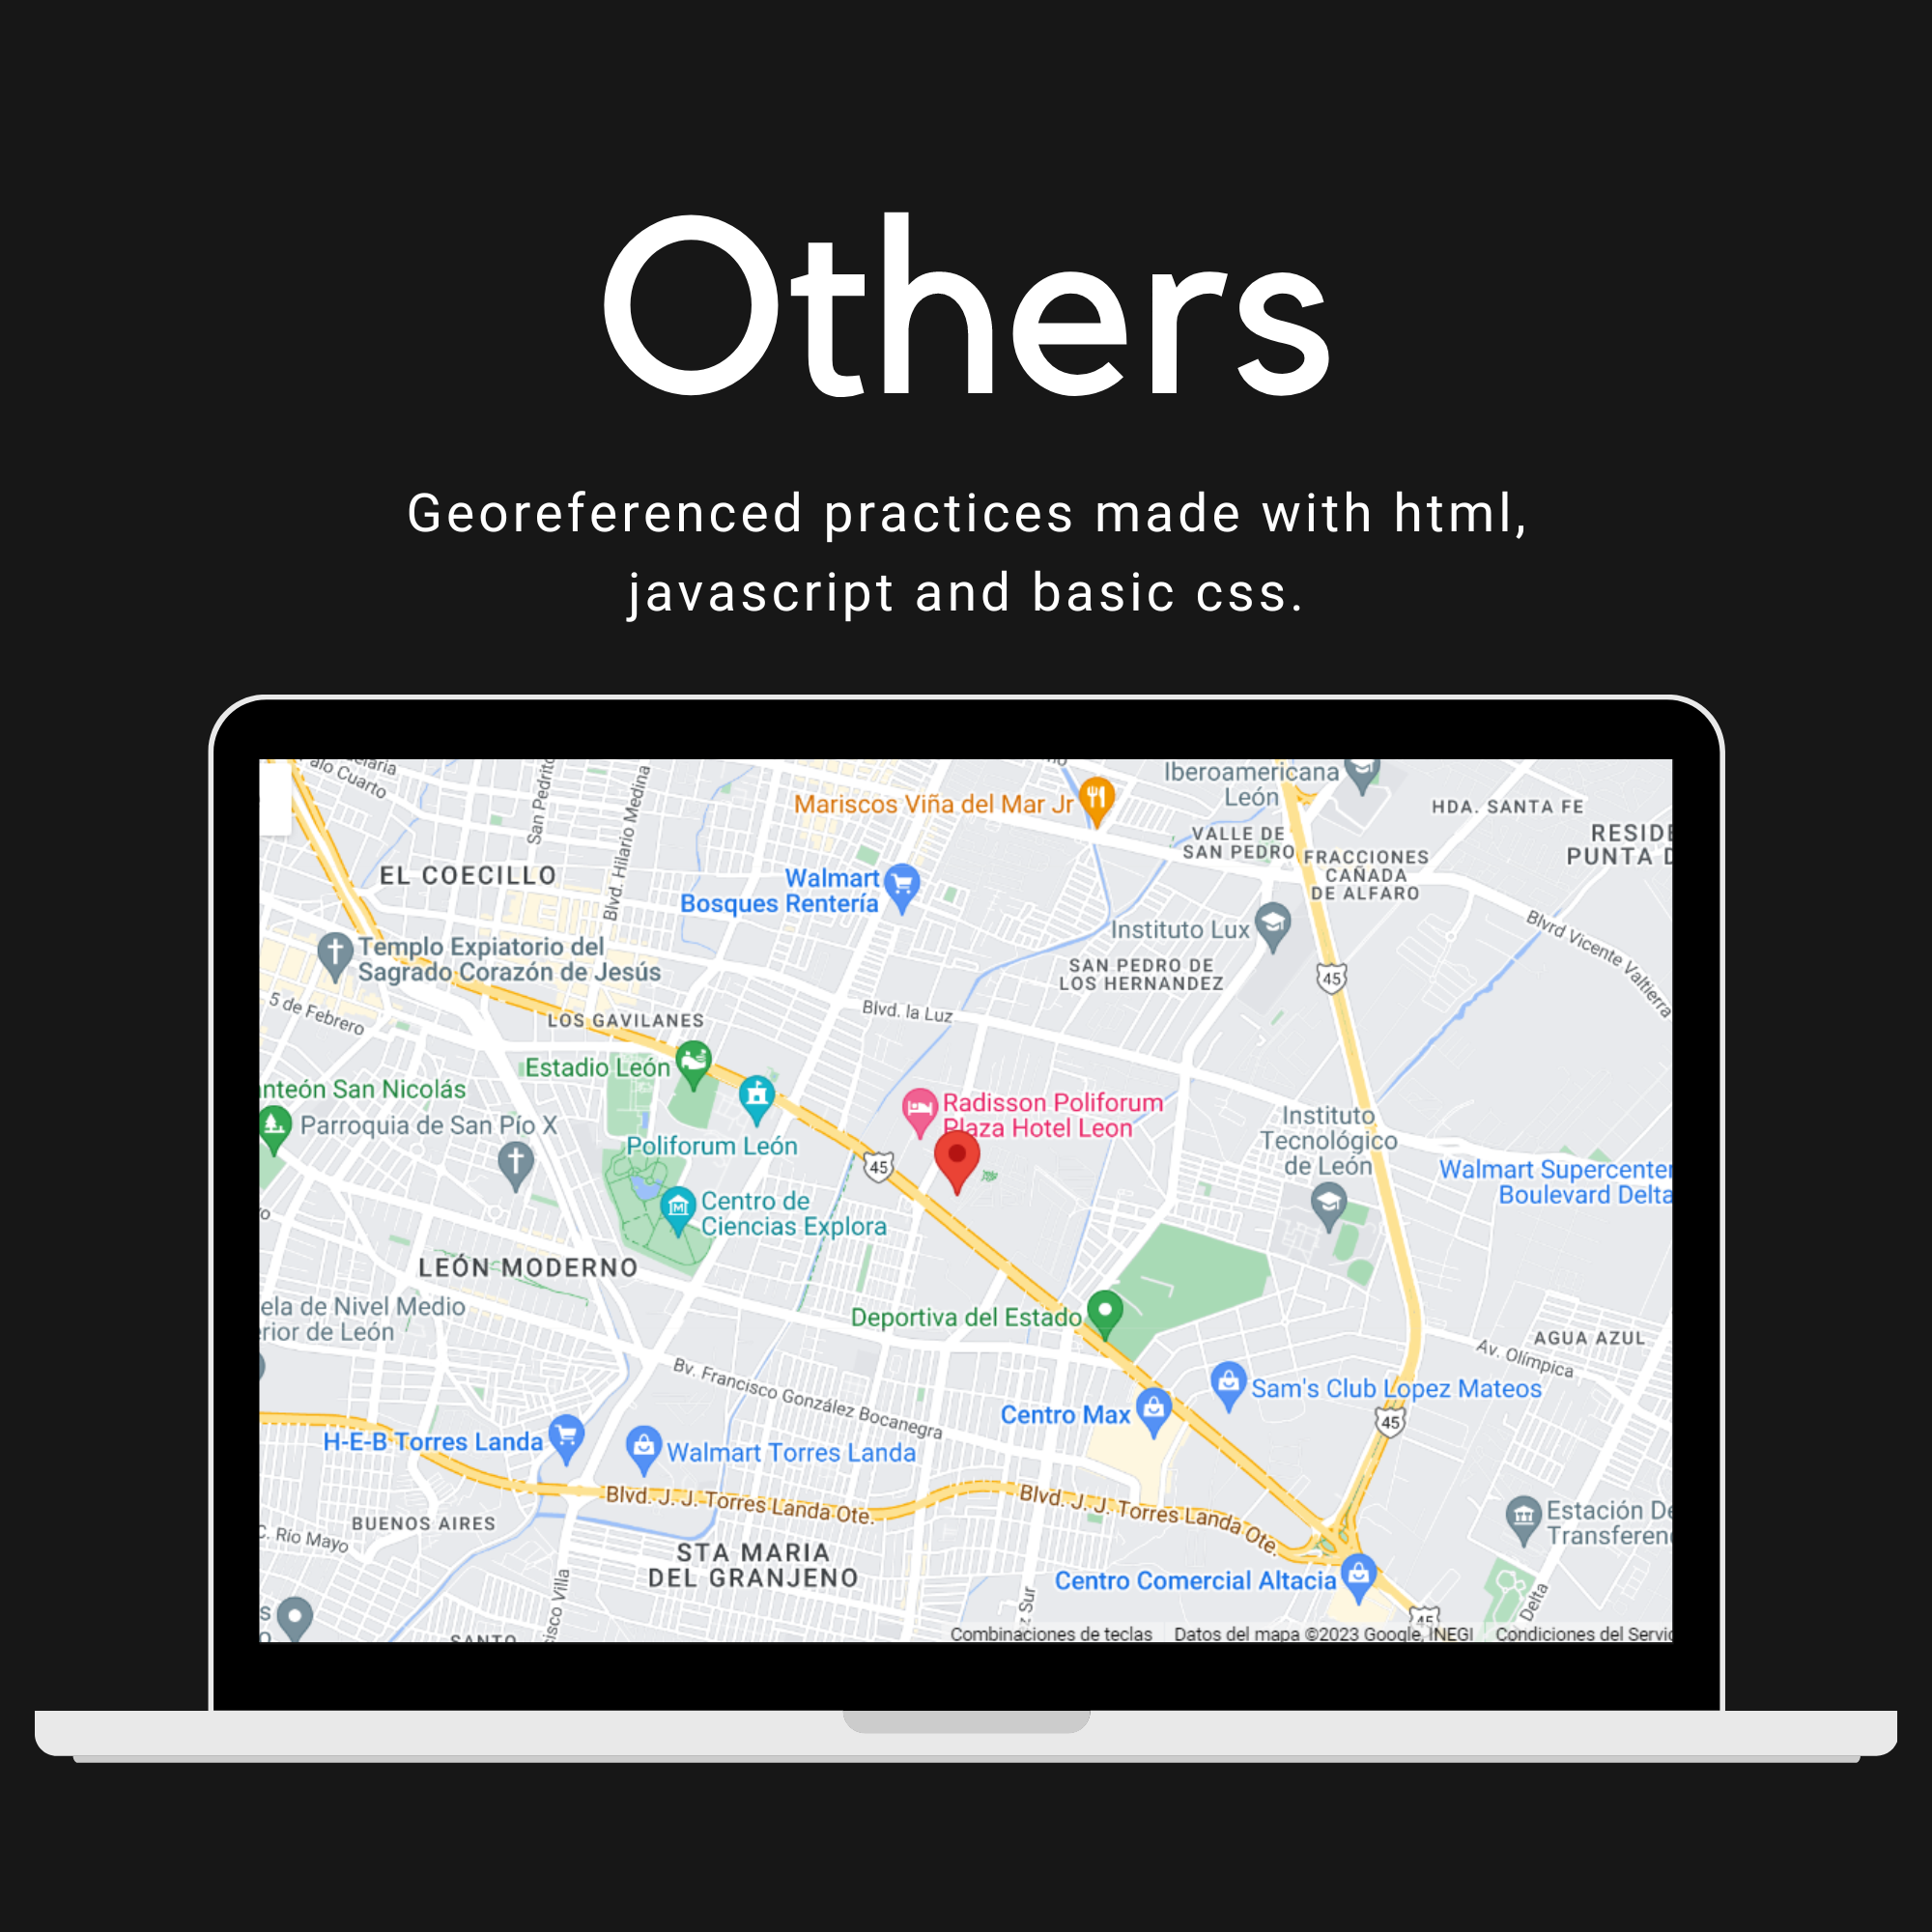 Others
Georeferenced practices made with html,
javascript and basic css.
alo Cuarto
San Pedrito
Blvd. Hilario Medina
Mariscos Viña del Mar Jr
Iberoamericana
León
HDA. SANTA FE
VALLE DE
SAN PEDRO
FRACCIONES
CAÑADA
DE ALFARO
RESIDE
PUNTA D
EL COECILLO
Walmart
Bosques Rentería
Instituto Lux
Blvrd Vicente Valtierra
Templo Expiatorio del
Sagrado Corazón de Jesús
SAN PEDRO DE
LOS HERNANDEZ
45
5 de Febrero
LOS GAVILANES
Blvd. la Luz
Estadio León
anteón San Nicolás
Parroquia de San Pío X
Poliforum León
Radisson Poliforum
Plaza Hotel Leon
Instituto
Tecnológico
de León
45
Walmart Supercenter
Boulevard Delta
Centro de
Ciencias Explora
LEÓN MODERNO
ela de Nivel Medio
erior de León
Deportiva del Estado
AGUA AZUL
Av. Olímpica
Bv. Francisco González Bocanegra
Sam's Club Lopez Mateos
Centro Max
45
H-E-B Torres Landa
Walmart Torres Landa
Blvd. J. J. Torres Landa Ote.
Blvd. J. J. Torres Landa Ote.
BUENOS AIRES
C. Río Mayo
Estación De
Transferen
STA MARIA
DEL GRANJENO
Centro Comercial Altacia
isco Villa
z Sur
Delta
45
SANTO
Combinaciones de teclas
Datos del mapa ©2023 Google, INEGI
Condiciones del Servic